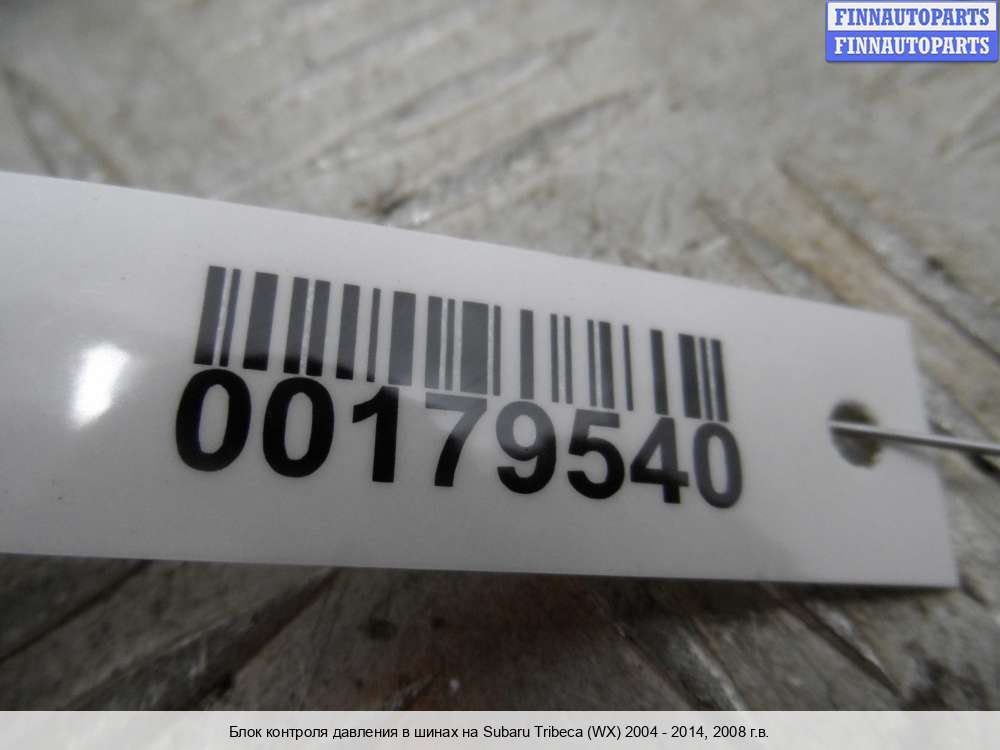 FINNAUTOPARTS
FINNAUTOPARTS
00179540
Блок контроля давления в шинах на Subaru Tribeca (WX) 2004 - 2014, 2008 г.в.